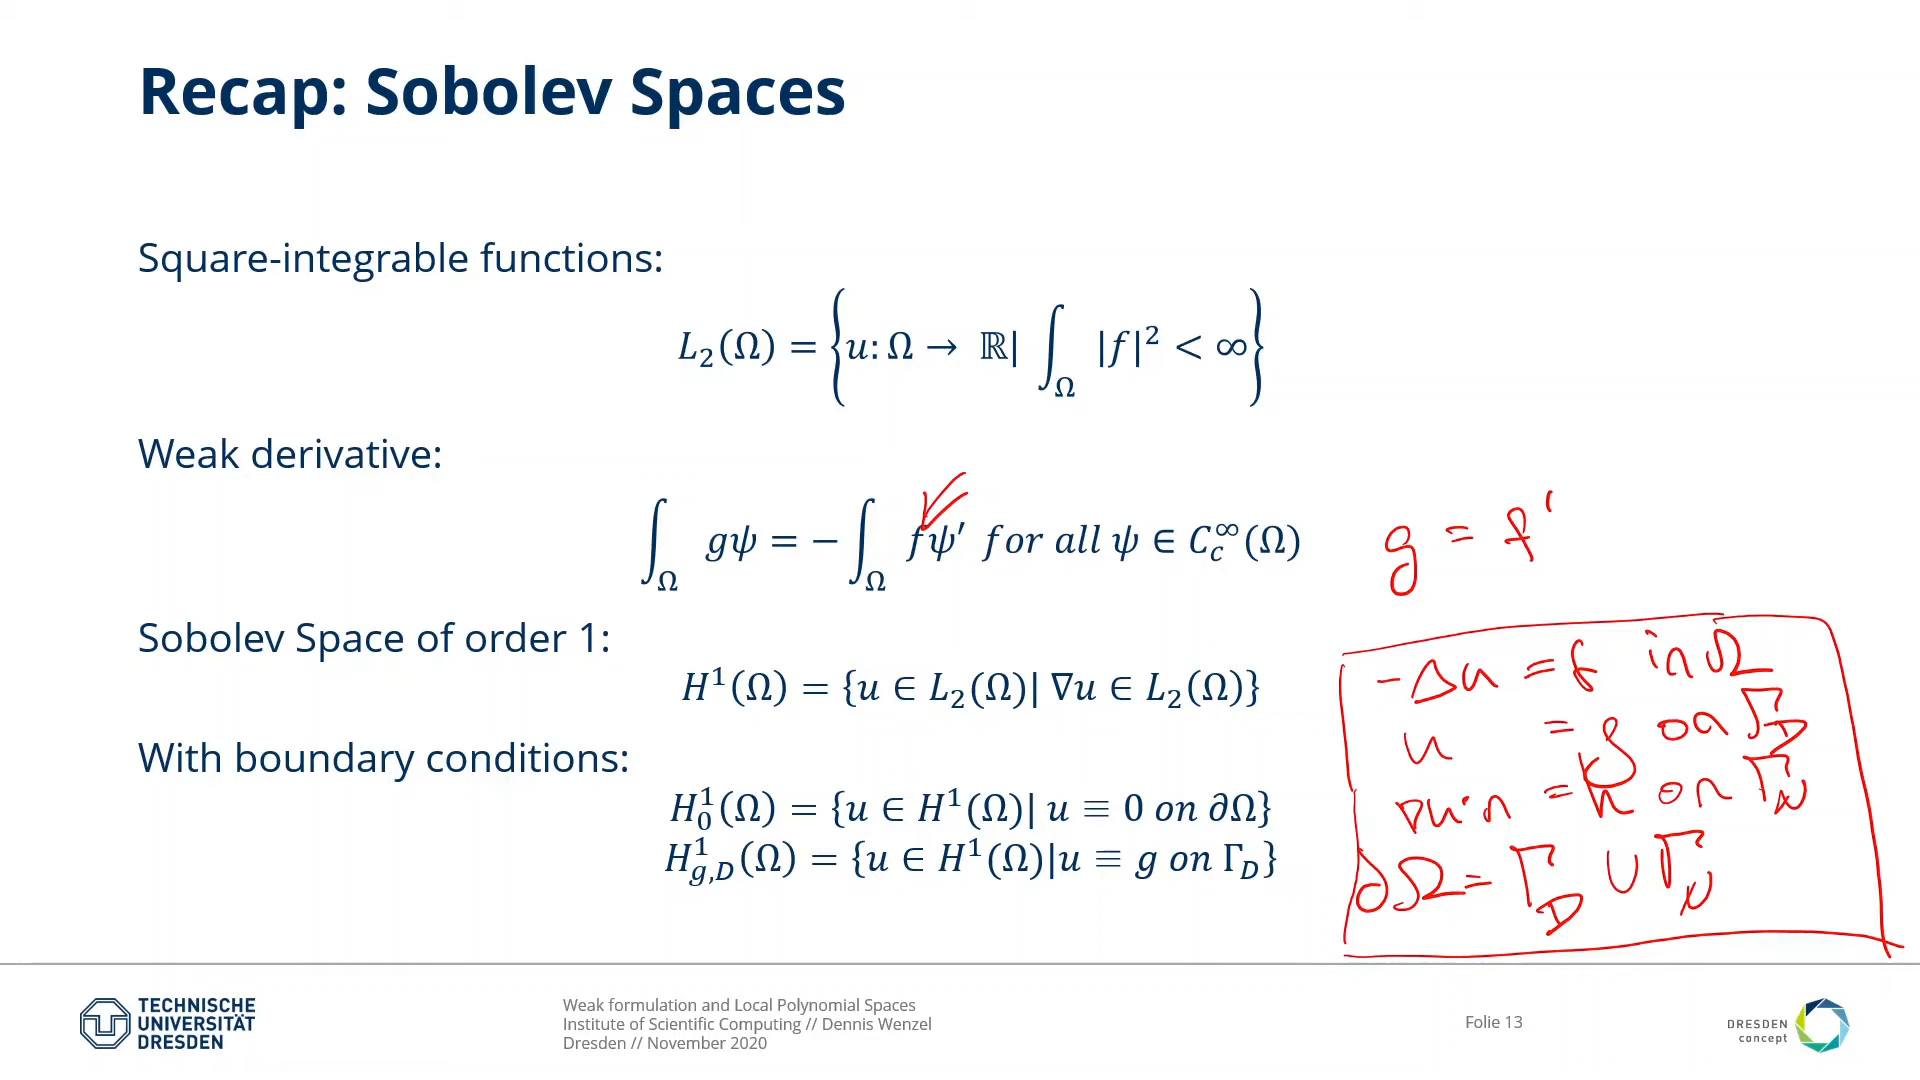 Recap: Sobolev Spaces
Square-integrable functions:
L₂(Ω) = {u: Ω → ℝ| ∫_Ω |f|² < ∞}
Weak derivative:
∫_Ω gψ = − ∫_Ω fψ′ for all ψ ∈ C_c^∞(Ω)
g = f'
Sobolev Space of order 1:
H¹(Ω) = {u ∈ L₂(Ω)| ∇u ∈ L₂(Ω)}
With boundary conditions:
H₀¹(Ω) = {u ∈ H¹(Ω)| u ≡ 0 on ∂Ω}
H¹_{g,D}(Ω) = {u ∈ H¹(Ω)|u ≡ g on Γ_D}
-Δu = f in Ω
u = g on Γ_D
∇u·n = h on Γ_N
∂Ω = Γ_D ∪ Γ_N
TECHNISCHE
UNIVERSITÄT
DRESDEN
Weak formulation and Local Polynomial Spaces
Institute of Scientific Computing // Dennis Wenzel
Dresden // November 2020
Folie 13
DRESDEN
concept